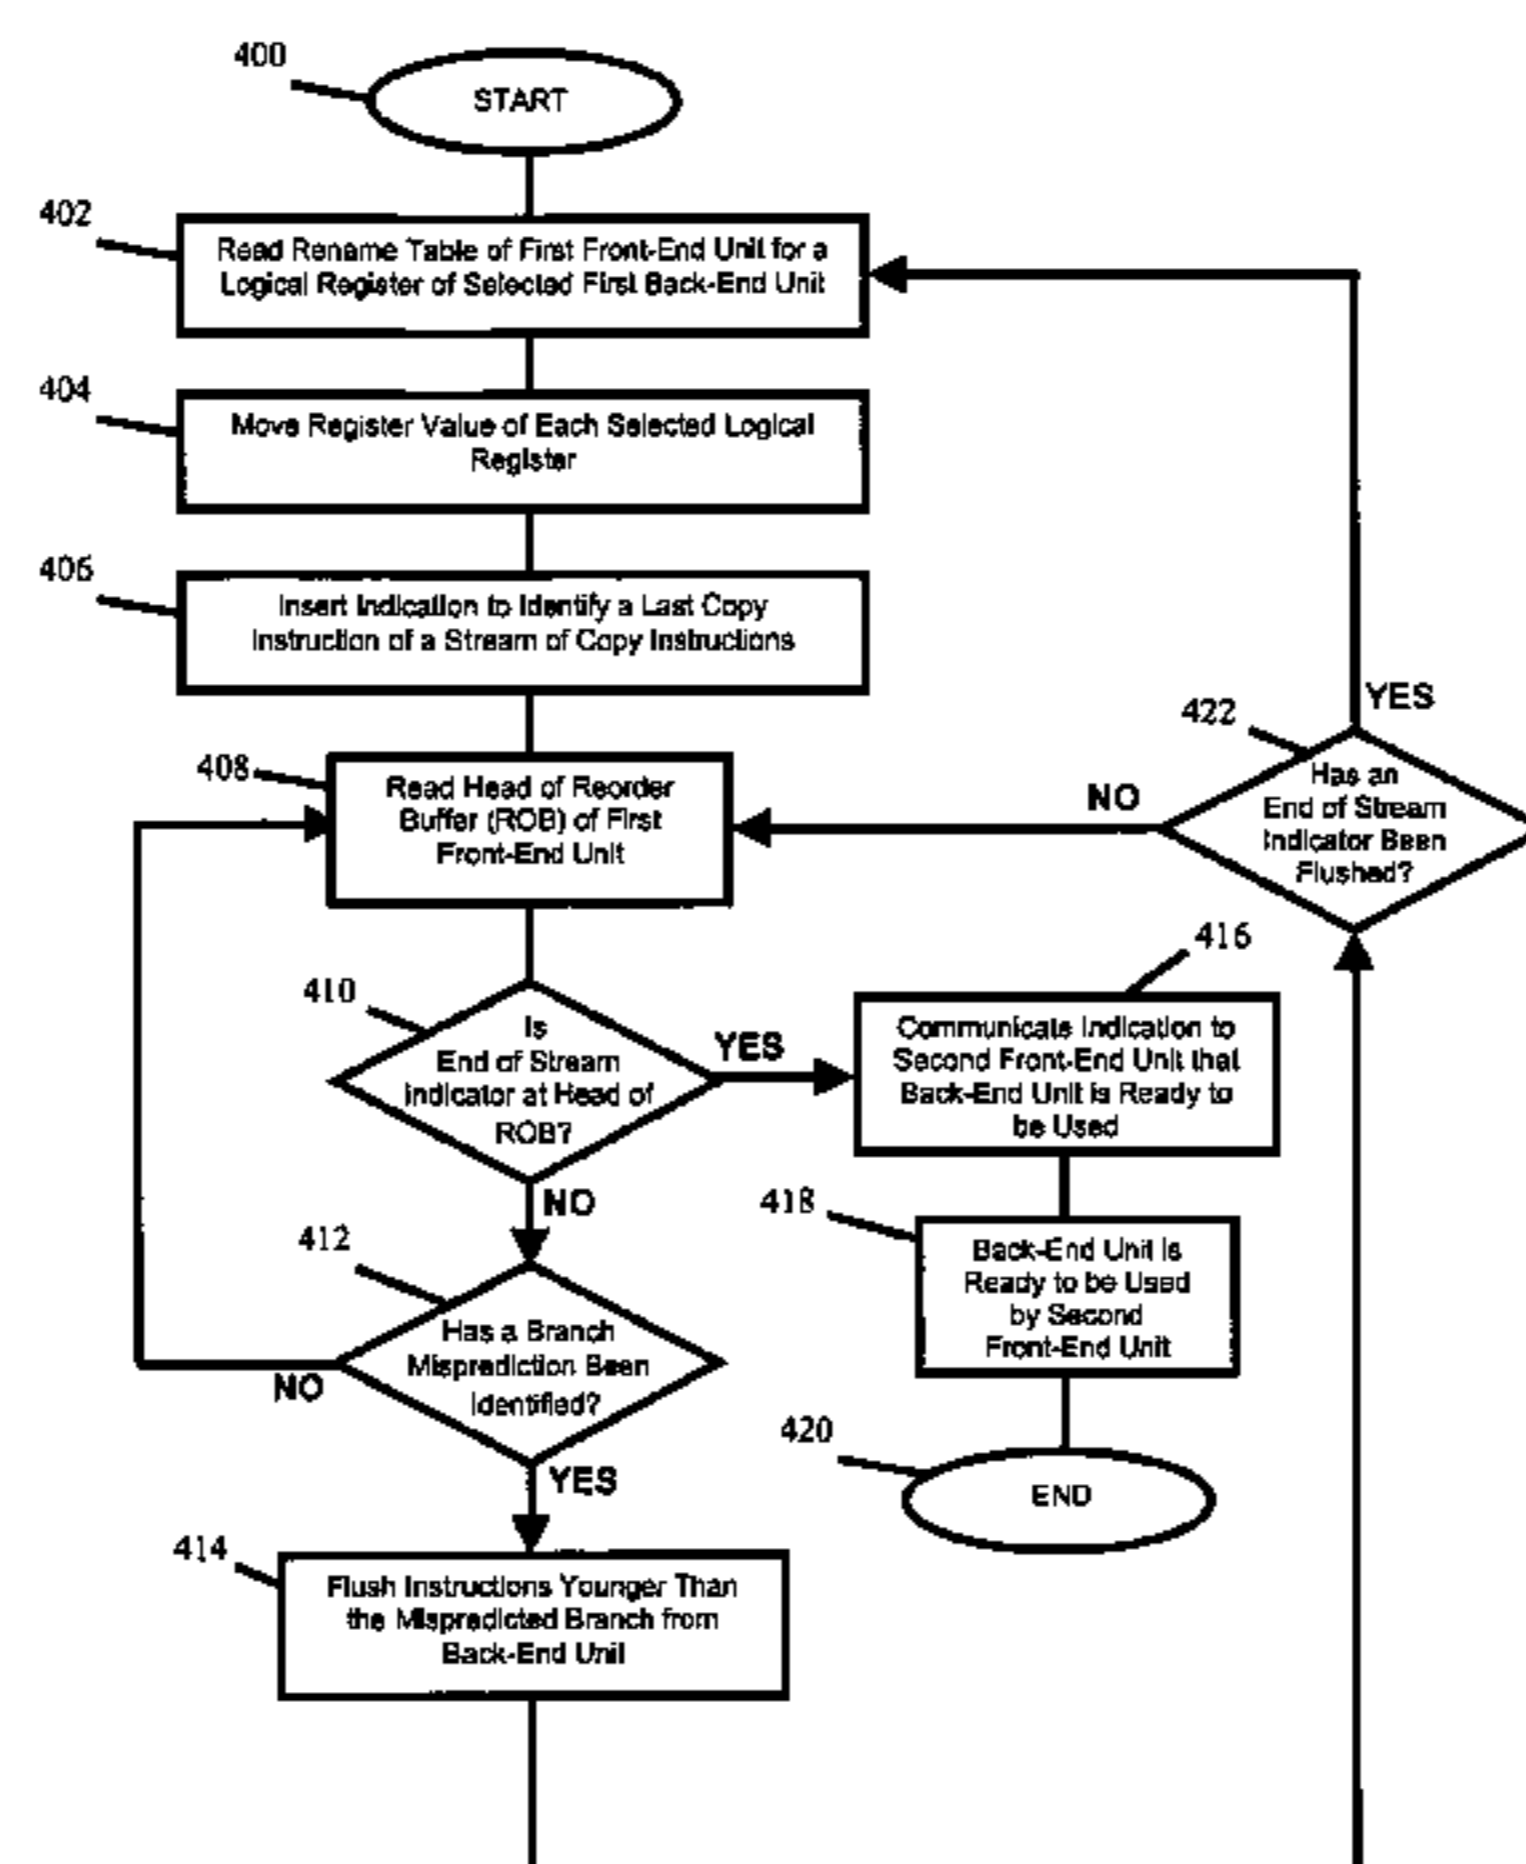 400
START
402
Read Rename Table of First Front-End Unit for a
Logical Register of Selected First Back-End Unit
404
Move Register Value of Each Selected Logical
Register
406
Insert Indication to Identify a Last Copy
Instruction of a Stream of Copy Instructions
408
Read Head of Reorder
Buffer (ROB) of First
Front-End Unit
YES
422
Has an
End of Stream
Indicator Been
Flushed?
NO
410
Is
End of Stream
Indicator at Head of
ROB?
YES
NO
416
Communicate Indication to
Second Front-End Unit that
Back-End Unit is Ready to
be Used
418
Back-End Unit is
Ready to be Used
by Second
Front-End Unit
420
END
412
Has a Branch
Misprediction Been
Identified?
NO
YES
414
Flush Instructions Younger Than
the Mispredicted Branch from
Back-End Unit